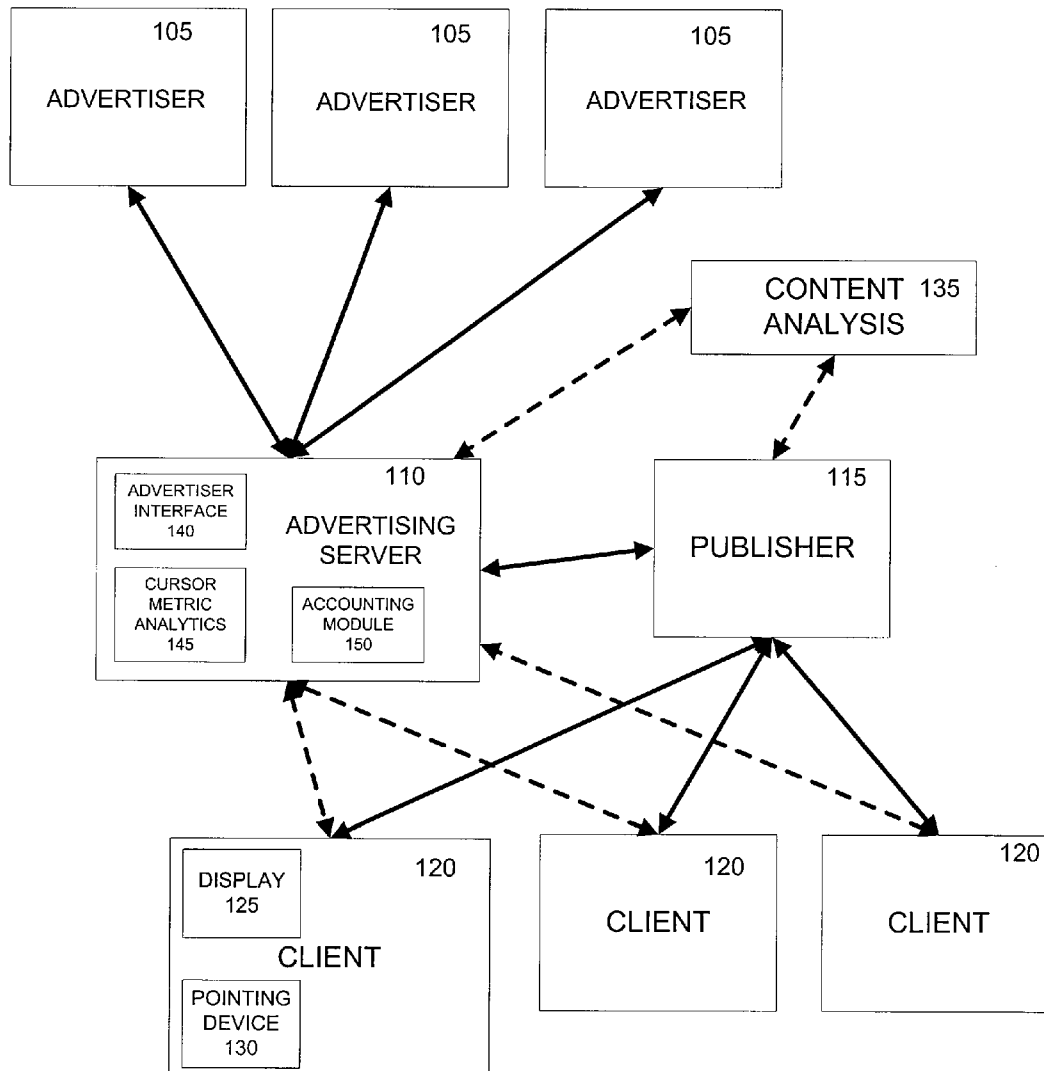 105
ADVERTISER
105
ADVERTISER
105
ADVERTISER
CONTENT 135
ANALYSIS
110
ADVERTISER
INTERFACE
140
ADVERTISING
SERVER
CURSOR
METRIC
ANALYTICS
145
ACCOUNTING
MODULE
150
115
PUBLISHER
120
DISPLAY
125
CLIENT
POINTING
DEVICE
130
120
CLIENT
120
CLIENT